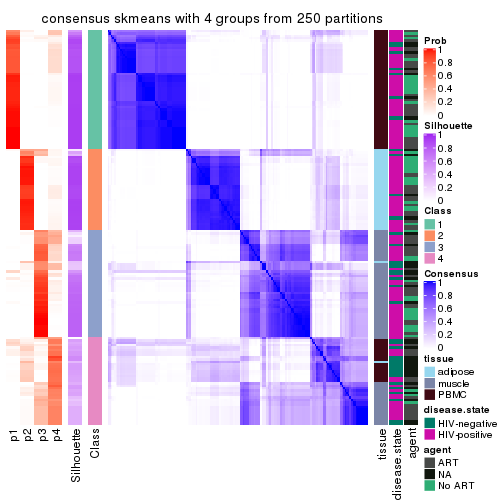 consensus skmeans with 4 groups from 250 partitions
Prob
1
0.8
0.6
0.4
0.2
0
Silhouette
1
0.8
0.6
0.4
0.2
0
Class
1
2
3
4
Consensus
1
0.8
0.6
0.4
0.2
0
tissue
adipose
muscle
PBMC
disease.state
HIV-negative
HIV-positive
agent
ART
NA
No ART
p1
p2
p3
p4
Silhouette
Class
tissue
disease.state
agent